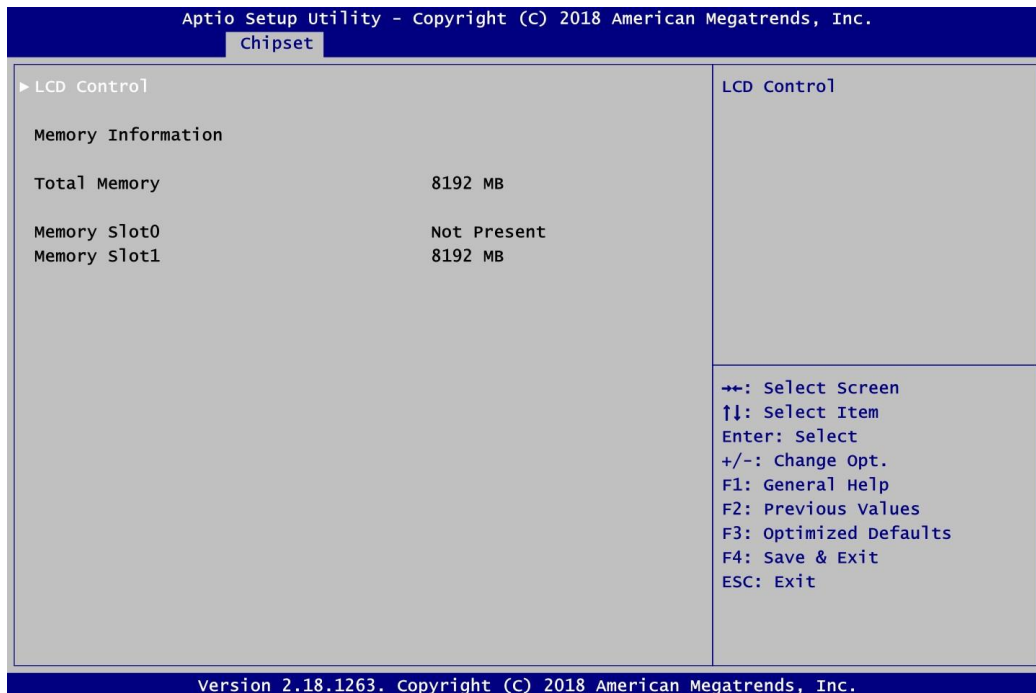 Aptio Setup Utility - Copyright (C) 2018 American Megatrends, Inc.
Chipset
►LCD Control
Memory Information
Total Memory 8192 MB
Memory Slot0 Not Present
Memory Slot1 8192 MB
LCD Control
→←: Select Screen
↑↓: Select Item
Enter: Select
+/-: Change Opt.
F1: General Help
F2: Previous Values
F3: Optimized Defaults
F4: Save & Exit
ESC: Exit
Version 2.18.1263. Copyright (C) 2018 American Megatrends, Inc.